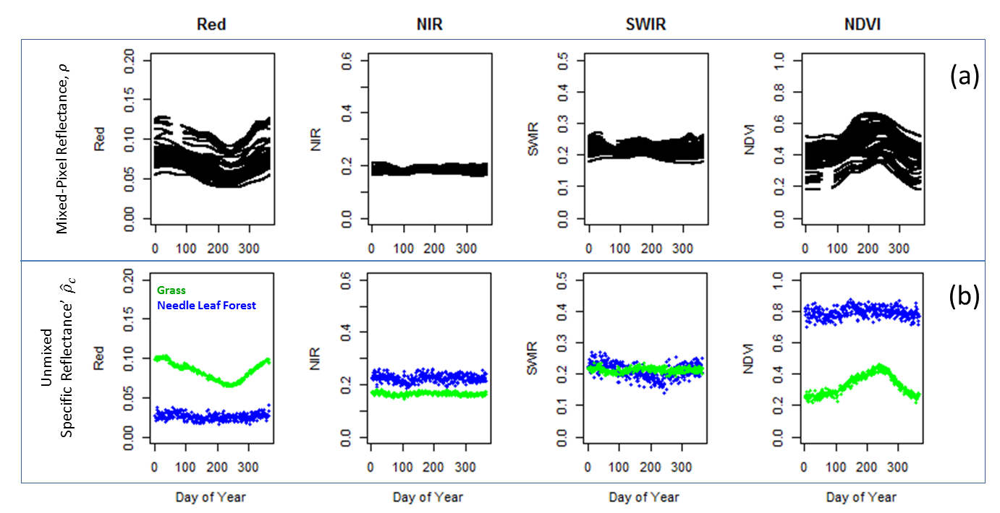 Red NIR SWIR NDVI
(a)
Mixed-Pixel Reflectance, ρ
Red
0.00 0.05 0.10 0.15 0.20
0 100 200 300
NIR
0.0 0.2 0.4 0.6
0 100 200 300
SWIR
0.0 0.1 0.2 0.3 0.4 0.5
0 100 200 300
NDVI
0.0 0.2 0.4 0.6 0.8 1.0
0 100 200 300
(b)
Unmixed
Specific Reflectance’ ρ̂c
Red
0.00 0.05 0.10 0.15 0.20
Grass
Needle Leaf Forest
0 100 200 300
Day of Year
NIR
0.0 0.2 0.4 0.6
0 100 200 300
Day of Year
SWIR
0.0 0.1 0.2 0.3 0.4 0.5
0 100 200 300
Day of Year
NDVI
0.0 0.2 0.4 0.6 0.8 1.0
0 100 200 300
Day of Year